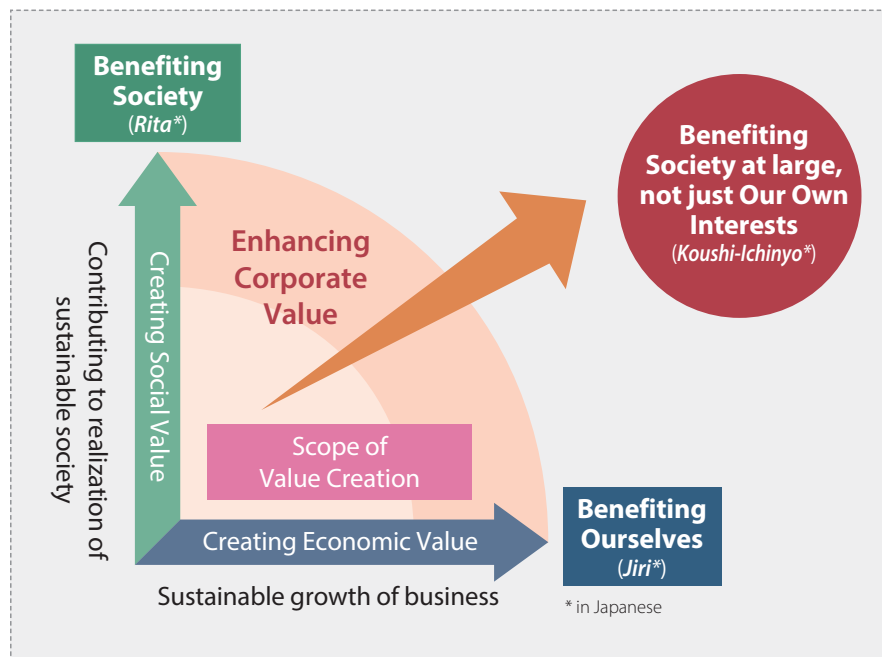 Benefiting
Society
(Rita*)
Benefiting
Society at large,
not just Our Own
Interests
(Koushi-Ichinyo*)
Enhancing
Corporate
Value
Contributing to realization of
sustainable society
Creating Social Value
Scope of
Value Creation
Creating Economic Value
Sustainable growth of business
Benefiting
Ourselves
(Jiri*)
* in Japanese